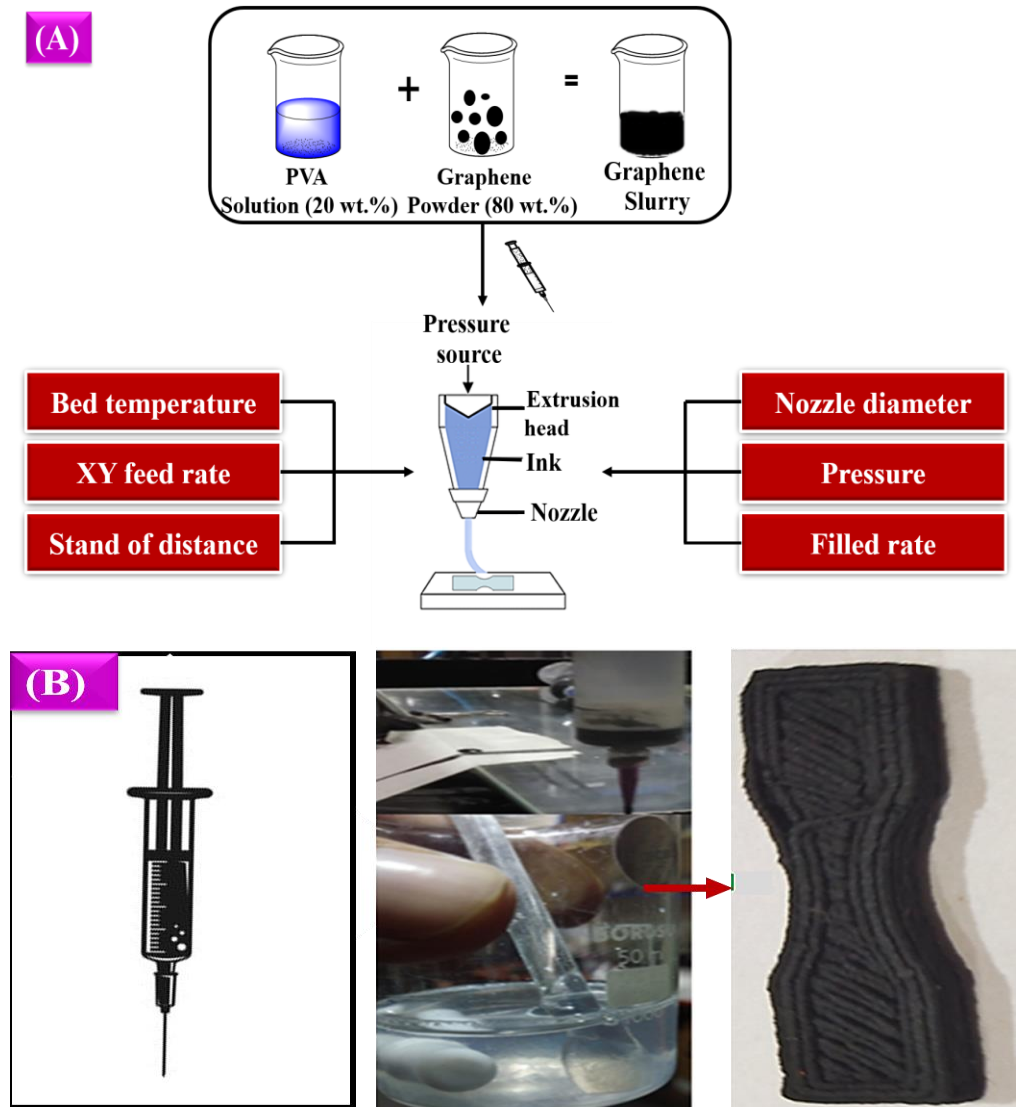 (A)
+
=
PVA
Solution (20 wt.%)
Graphene
Powder (80 wt.%)
Graphene
Slurry
Pressure
source
Extrusion
head
Ink
Nozzle
Bed temperature
XY feed rate
Stand of distance
Nozzle diameter
Pressure
Filled rate
(B)
50